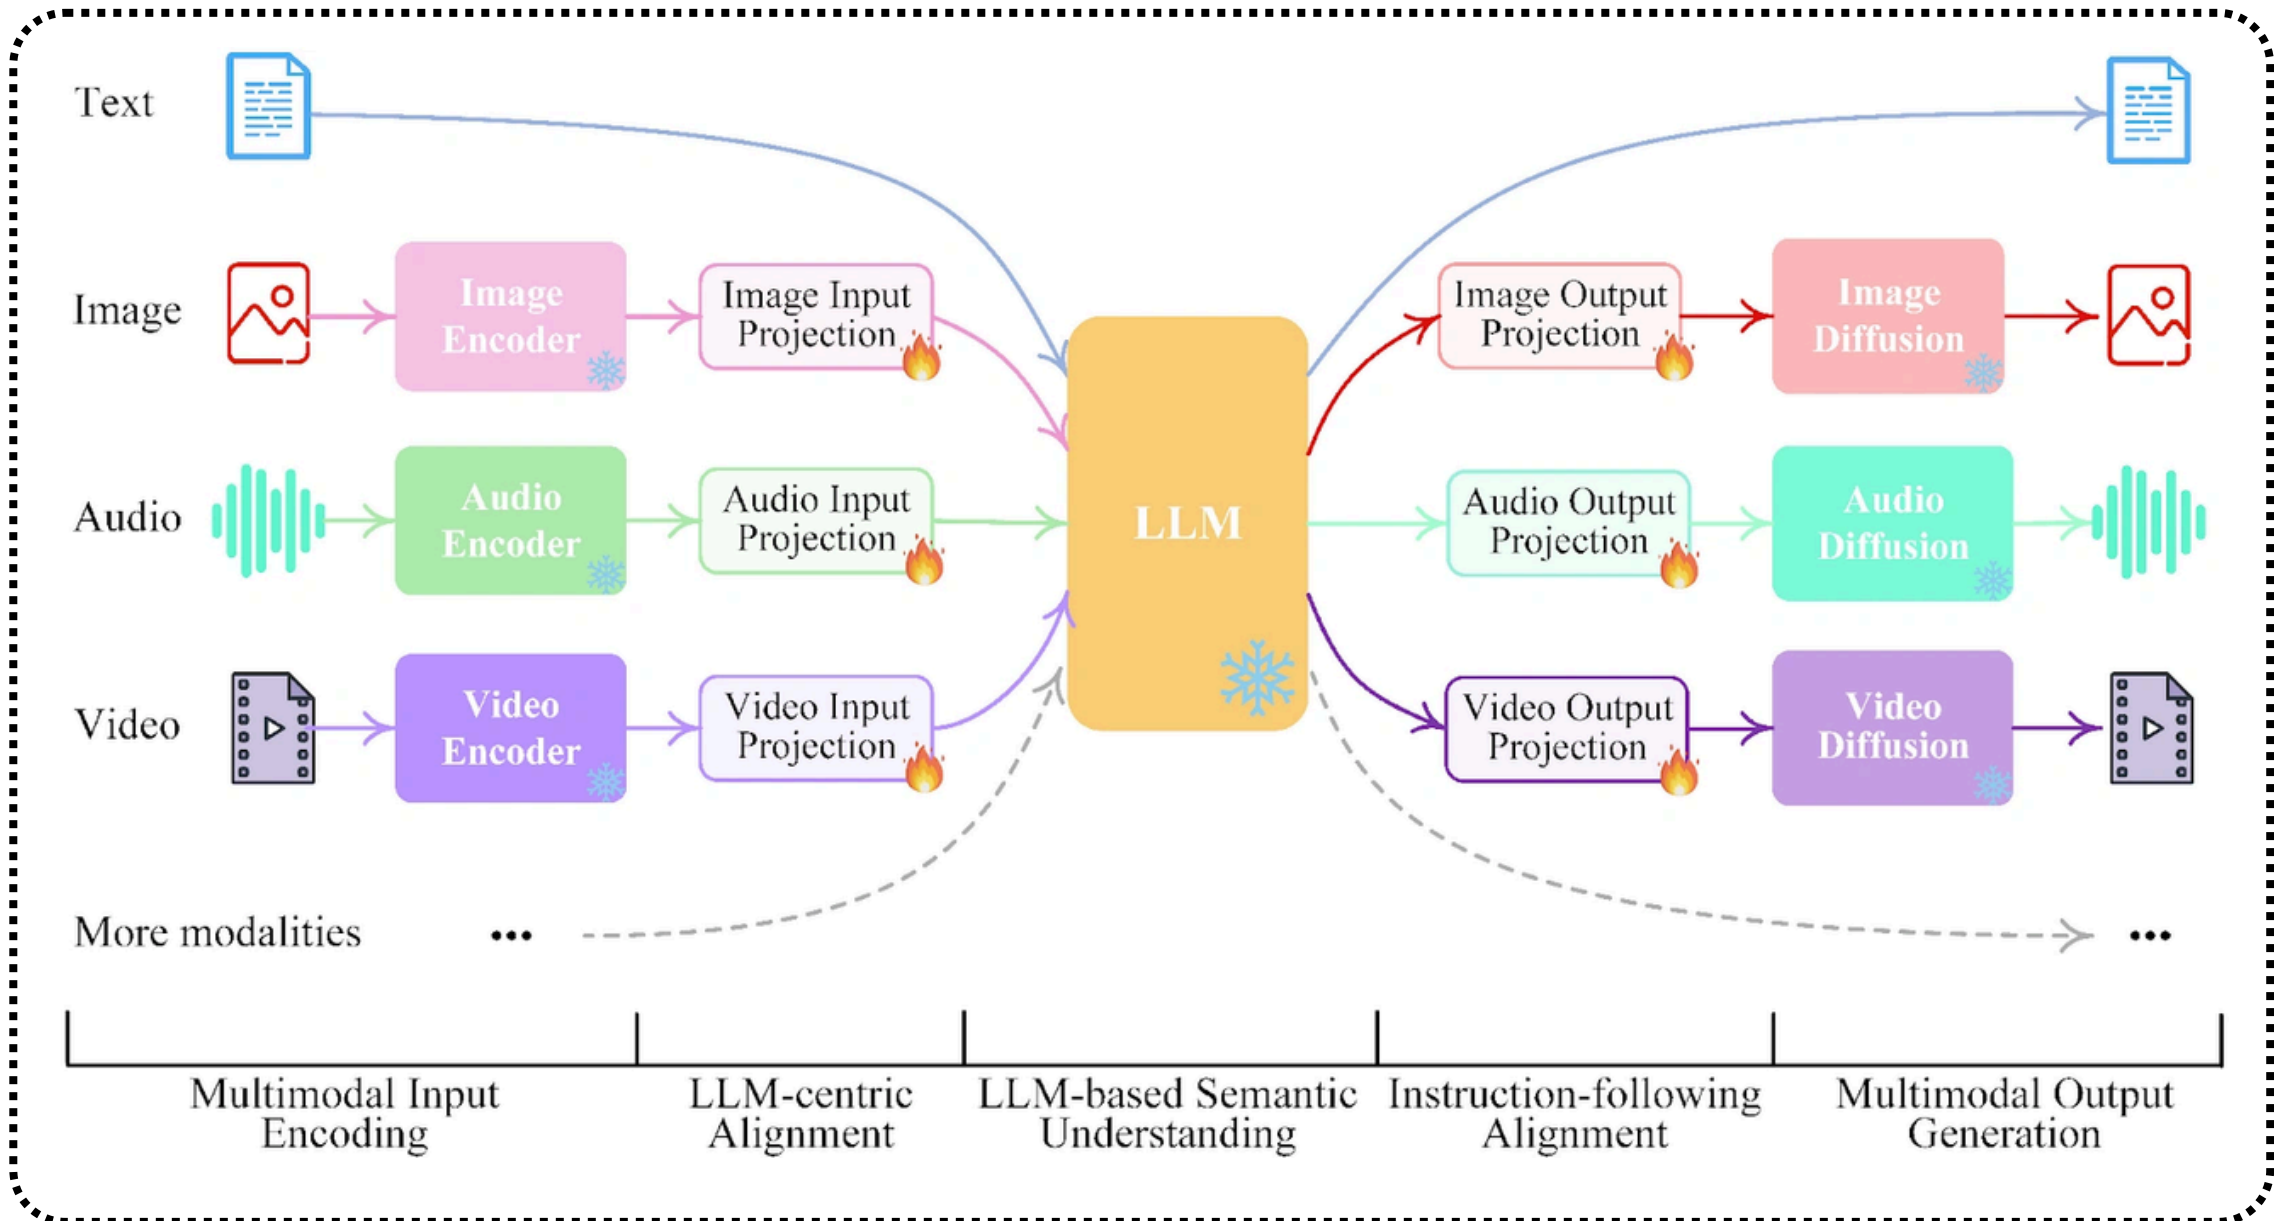 Text
Image
Image
Encoder
Image Input
Projection
Image Output
Projection
Image
Diffusion
Audio
Audio
Encoder
Audio Input
Projection
LLM
Audio Output
Projection
Audio
Diffusion
Video
Video
Encoder
Video Input
Projection
Video Output
Projection
Video
Diffusion
More modalities
...
...
Multimodal Input
Encoding
LLM-centric
Alignment
LLM-based Semantic
Understanding
Instruction-following
Alignment
Multimodal Output
Generation